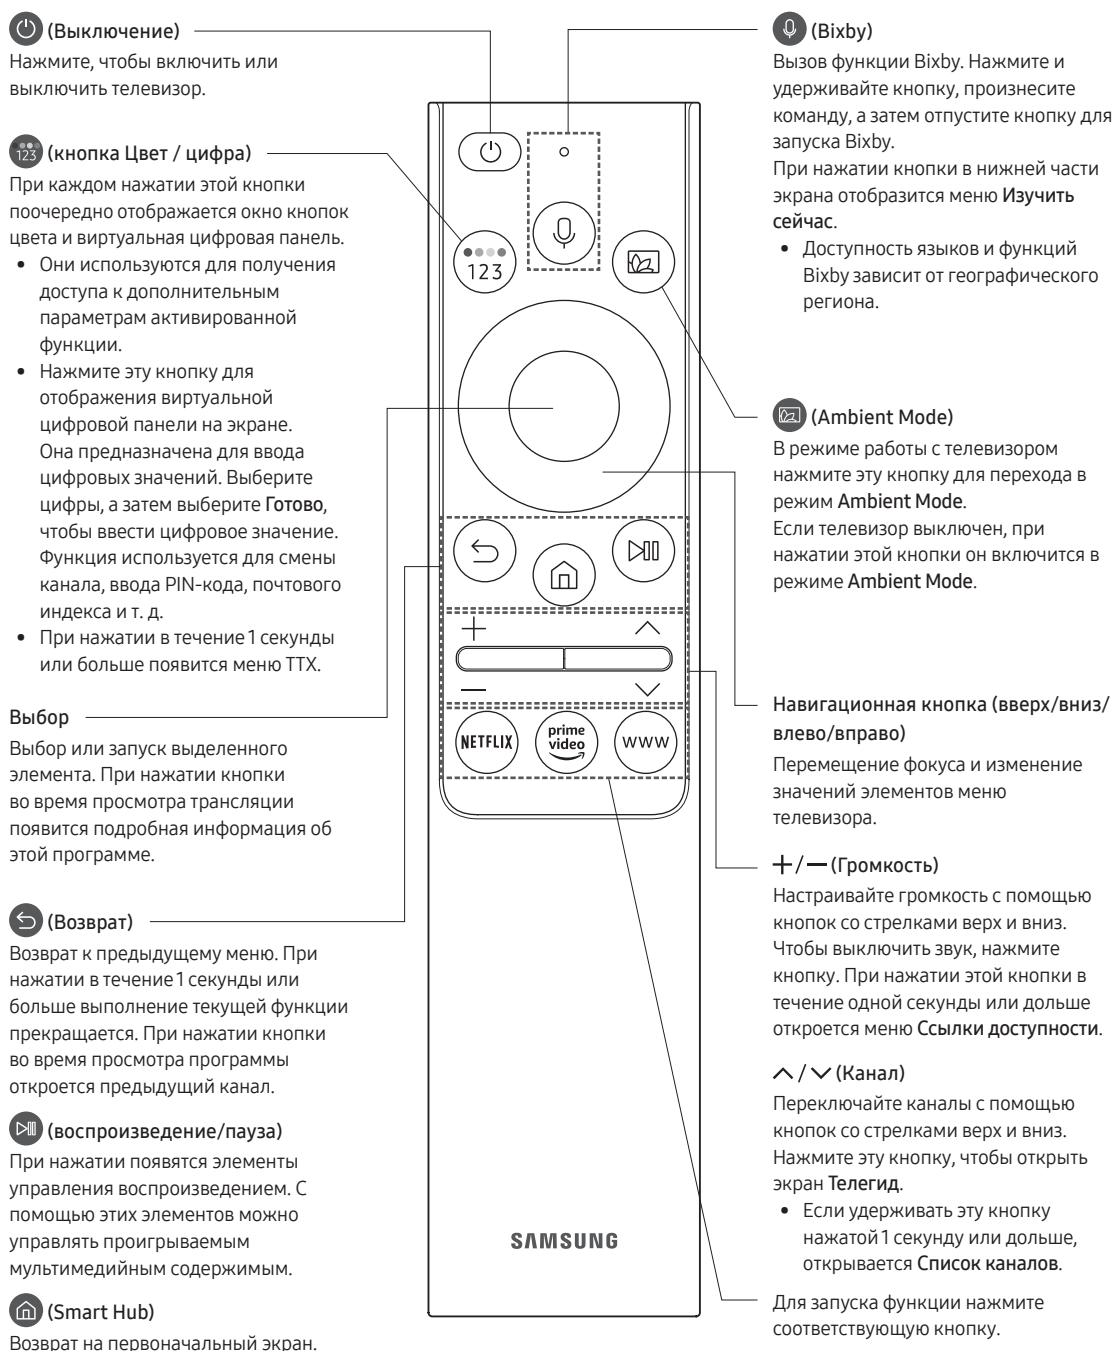 (Выключение)
Нажмите, чтобы включить или
выключить телевизор.
123 (кнопка Цвет / цифра)
При каждом нажатии этой кнопки
поочередно отображается окно кнопок
цвета и виртуальная цифровая панель.
• Они используются для получения
доступа к дополнительным
параметрам активированной
функции.
• Нажмите эту кнопку для
отображения виртуальной
цифровой панели на экране.
Она предназначена для ввода
цифровых значений. Выберите
цифры, а затем выберите Готово,
чтобы ввести цифровое значение.
Функция используется для смены
канала, ввода PIN-кода, почтового
индекса и т. д.
• При нажатии в течение 1 секунды
или больше появится меню TTX.
Выбор
Выбор или запуск выделенного
элемента. При нажатии кнопки
во время просмотра трансляции
появится подробная информация об
этой программе.
(Возврат)
Возврат к предыдущему меню. При
нажатии в течение 1 секунды или
больше выполнение текущей функции
прекращается. При нажатии кнопки
во время просмотра программы
откроется предыдущий канал.
(воспроизведение/пауза)
При нажатии появятся элементы
управления воспроизведением. С
помощью этих элементов можно
управлять проигрываемым
мультимедийным содержимым.
(Smart Hub)
Возврат на первоначальный экран.
123
NETFLIX
prime
video
www
SAMSUNG
(Bixby)
Вызов функции Bixby. Нажмите и
удерживайте кнопку, произнесите
команду, а затем отпустите кнопку для
запуска Bixby.
При нажатии кнопки в нижней части
экрана отобразится меню Изучить
сейчас.
• Доступность языков и функций
Bixby зависит от географического
региона.
(Ambient Mode)
В режиме работы с телевизором
нажмите эту кнопку для перехода в
режим Ambient Mode.
Если телевизор выключен, при
нажатии этой кнопки он включится в
режиме Ambient Mode.
Навигационная кнопка (вверх/вниз/
влево/вправо)
Перемещение фокуса и изменение
значений элементов меню
телевизора.
+/— (Громкость)
Настраивайте громкость с помощью
кнопок со стрелками верх и вниз.
Чтобы выключить звук, нажмите
кнопку. При нажатии этой кнопки в
течение одной секунды или дольше
откроется меню Ссылки доступности.
/ (Канал)
Переключайте каналы с помощью
кнопок со стрелками верх и вниз.
Нажмите эту кнопку, чтобы открыть
экран Телегид.
• Если удерживать эту кнопку
нажатой 1 секунду или дольше,
открывается Список каналов.
Для запуска функции нажмите
соответствующую кнопку.